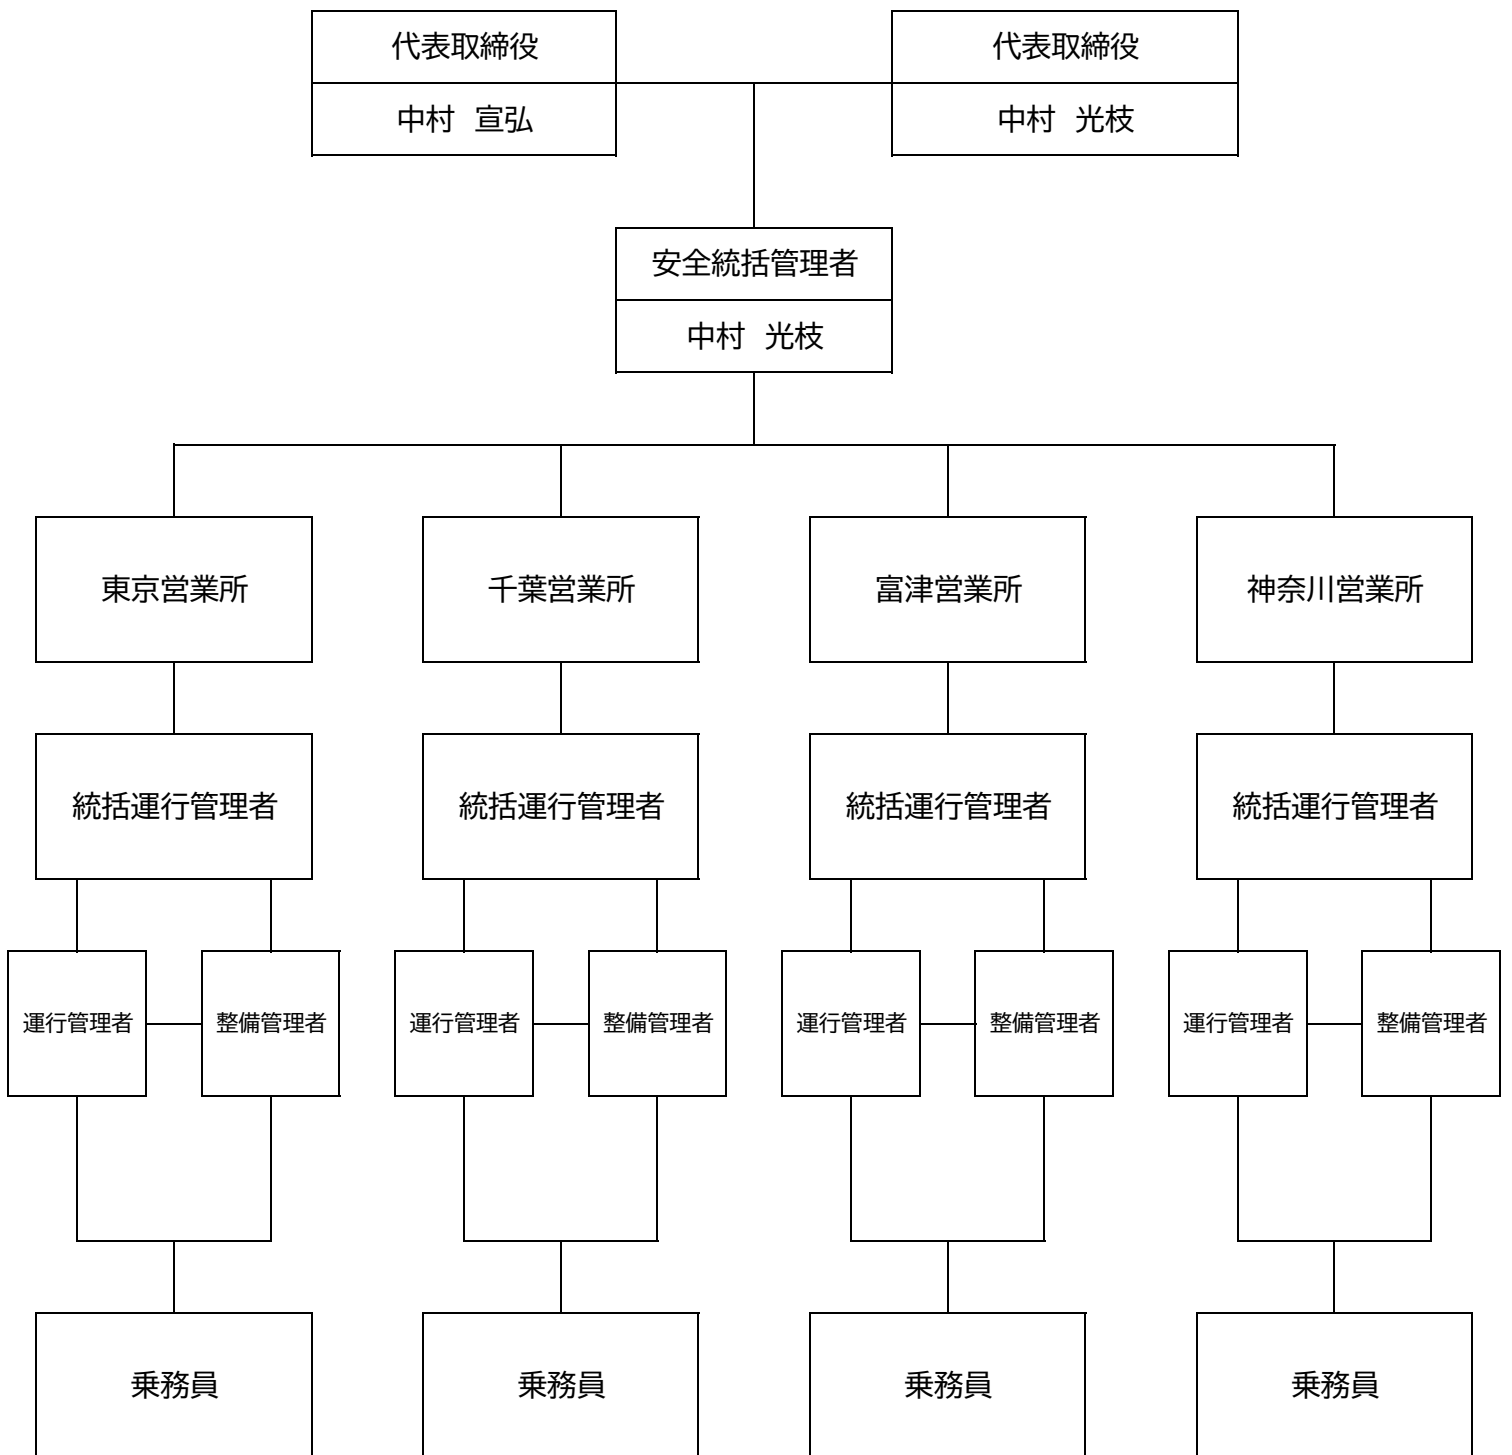 代表取締役
中村 宣弘
代表取締役
中村 光枝
安全統括管理者
中村 光枝
東京営業所
千葉営業所
富津営業所
神奈川営業所
統括運行管理者
統括運行管理者
統括運行管理者
統括運行管理者
運行管理者
整備管理者
運行管理者
整備管理者
運行管理者
整備管理者
運行管理者
整備管理者
乗務員
乗務員
乗務員
乗務員